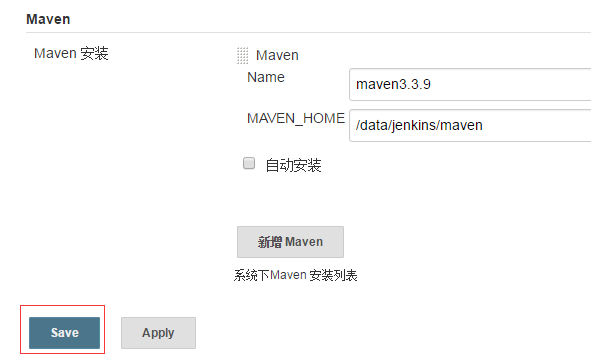 Maven
Maven 安装
Maven
Name
maven3.3.9
MAVEN_HOME
/data/jenkins/maven
自动安装
新增 Maven
系统下Maven 安装列表
Save
Apply